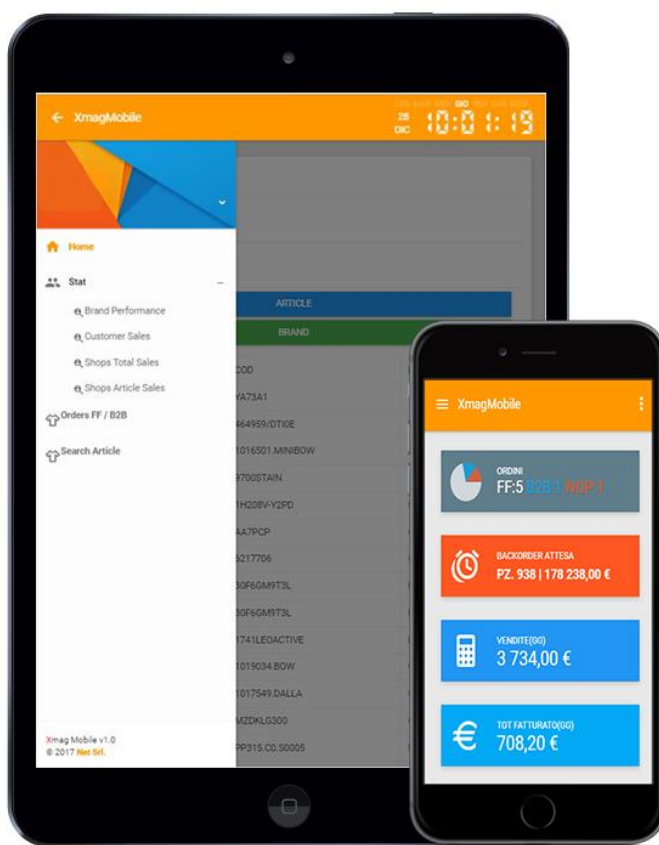 XmagMobile
GIO
28
DIC
10:01:19
Home
Stat
Brand Performance
Customer Sales
Shops Total Sales
Shops Article Sales
Orders FF / B2B
Search Article
Xmag Mobile v1.0
© 2017 Net Srl.
ARTICLE
BRAND
COD
YA73A1
464959/DTI0E
1016501.MINIBOW
9700STAIN
1H208V-Y2PD
AA7PCP
6217706
30F6GM9T3L
30F6GM9T3L
1741LEOACTIVE
1019034.BOW
1017549.DALLA
MZDKLG300
PP315.C0.S0005
XmagMobile
ORDINI
FF:5 B2B:1 NOP:1
BACKORDER ATTESA
PZ. 938 | 178 238,00 €
VENDITE(GG)
3 734,00 €
TOT FATTURATO(GG)
708,20 €